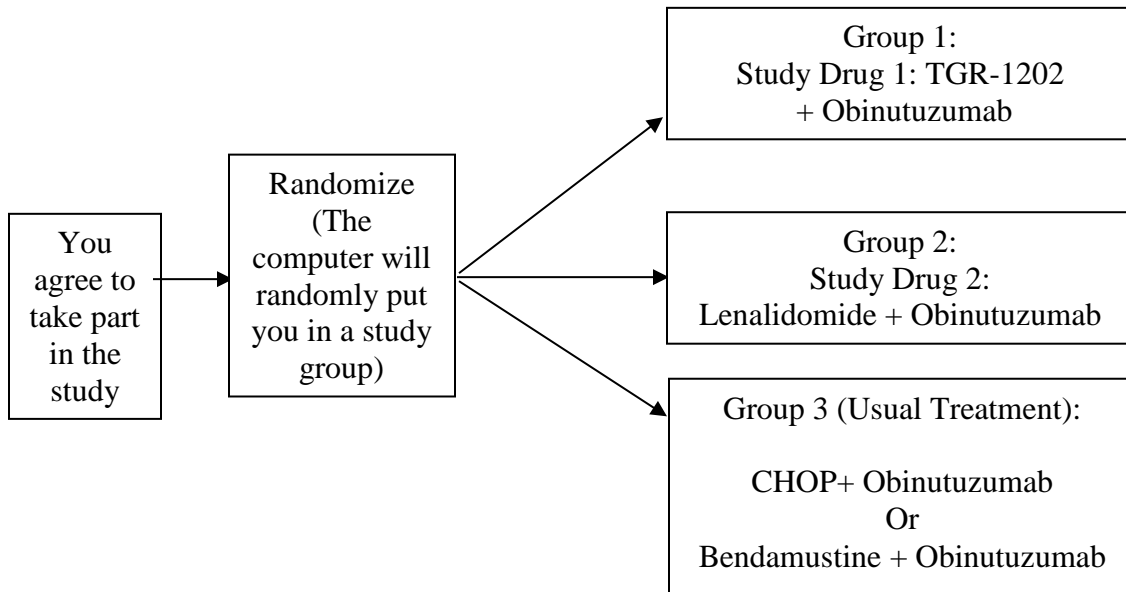 You
agree to
take part
in the
study
Randomize
(The
computer will
randomly put
you in a study
group)
Group 1:
Study Drug 1: TGR-1202
+ Obinutuzumab
Group 2:
Study Drug 2:
Lenalidomide + Obinutuzumab
Group 3 (Usual Treatment):
CHOP+ Obinutuzumab
Or
Bendamustine + Obinutuzumab